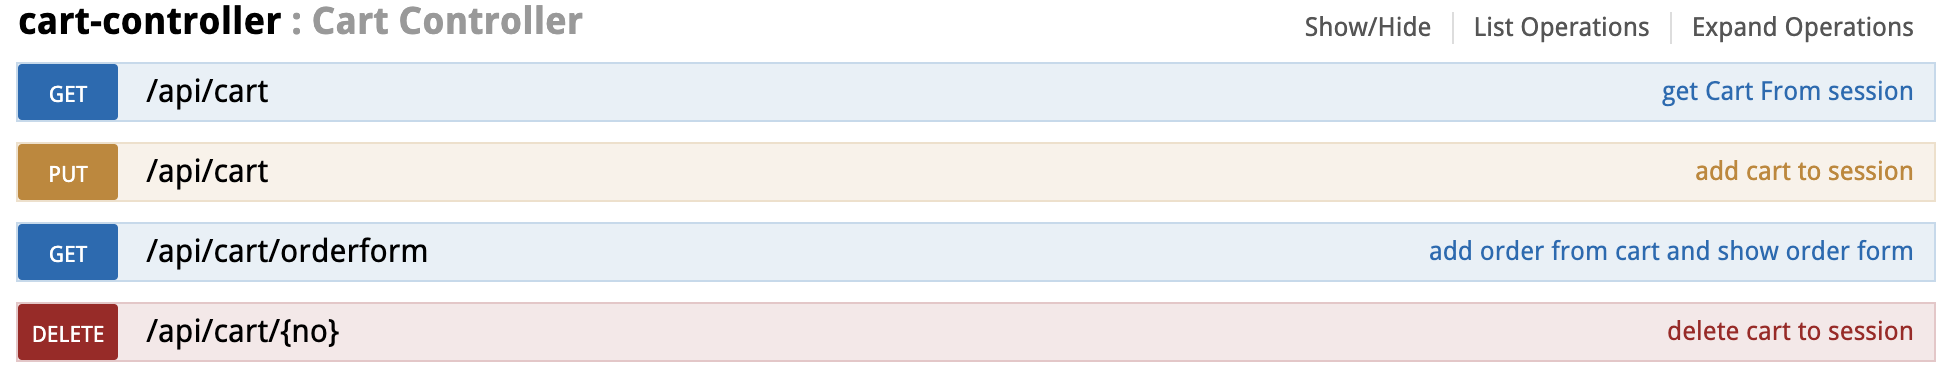 cart-controller : Cart Controller Show/Hide List Operations Expand Operations
GET /api/cart get Cart From session
PUT /api/cart add cart to session
GET /api/cart/orderform add order from cart and show order form
DELETE /api/cart/{no} delete cart to session